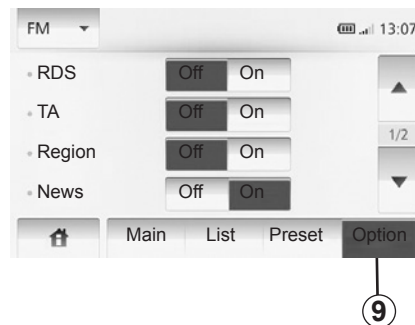 FM 13:07
RDS Off On
TA Off On
1/2
Region Off On
News Off On
Main List Preset Option
9